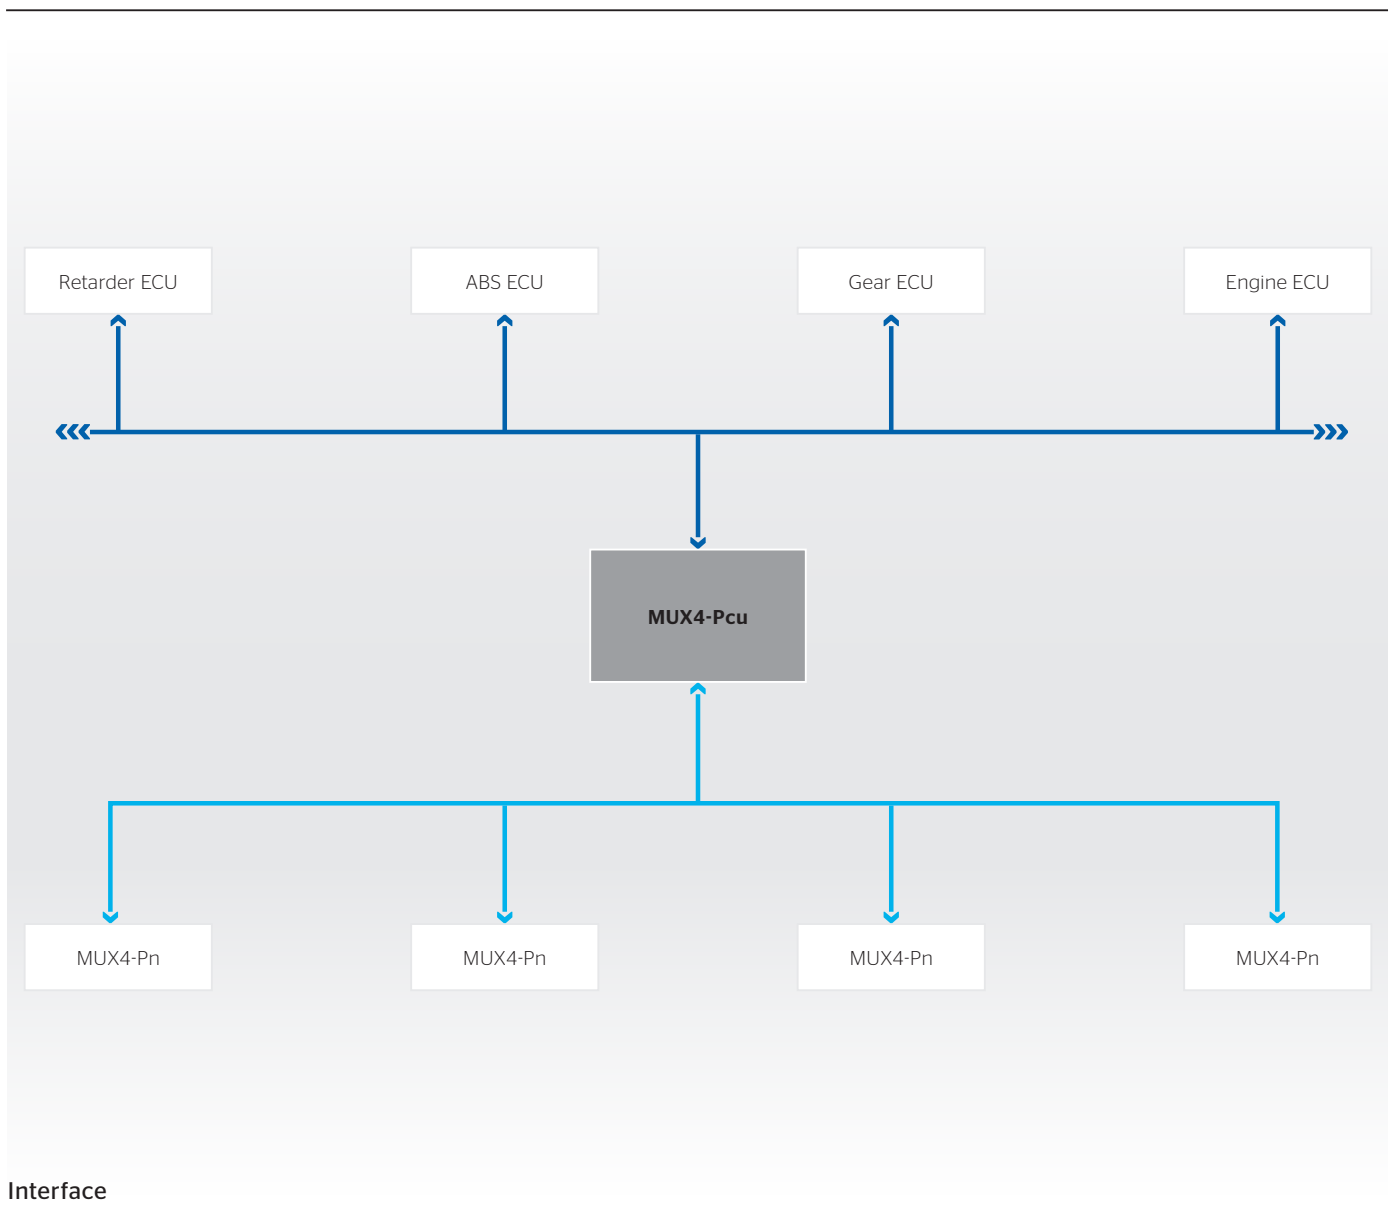 Retarder ECU
ABS ECU
Gear ECU
Engine ECU
MUX4-Pcu
MUX4-Pn
MUX4-Pn
MUX4-Pn
MUX4-Pn
Interface